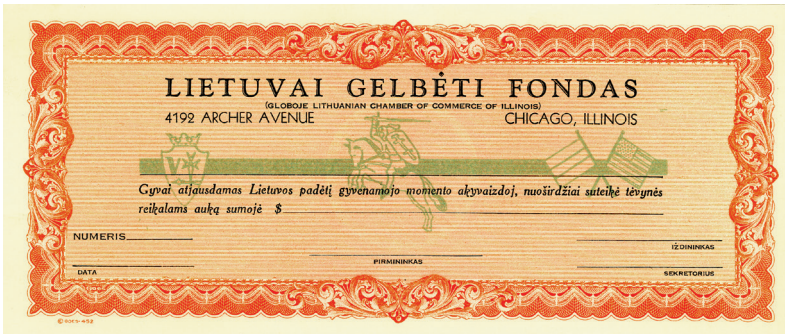 LIETUVAI GELBĖTI FONDAS
(GLOBOJE LITHUANIAN CHAMBER OF COMMERCE OF ILLINOIS)
4192 ARCHER AVENUE CHICAGO, ILLINOIS
Gyvai atjausdamas Lietuvos padėtį gyvenamojo momento akyvaizdoj, nuoširdžiai suteikė tėvynės
reikalams auką sumoje $
NUMERIS
IŽDININKAS
PIRMININKAS
DATA SEKRETORIUS